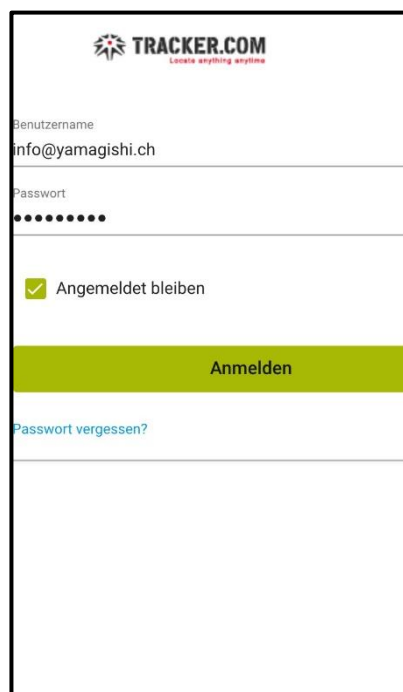 TRACKER.COM
Locate anything anytime
Benutzername
info@yamagishi.ch
Passwort
•••••••••
Angemeldet bleiben
Anmelden
Passwort vergessen?